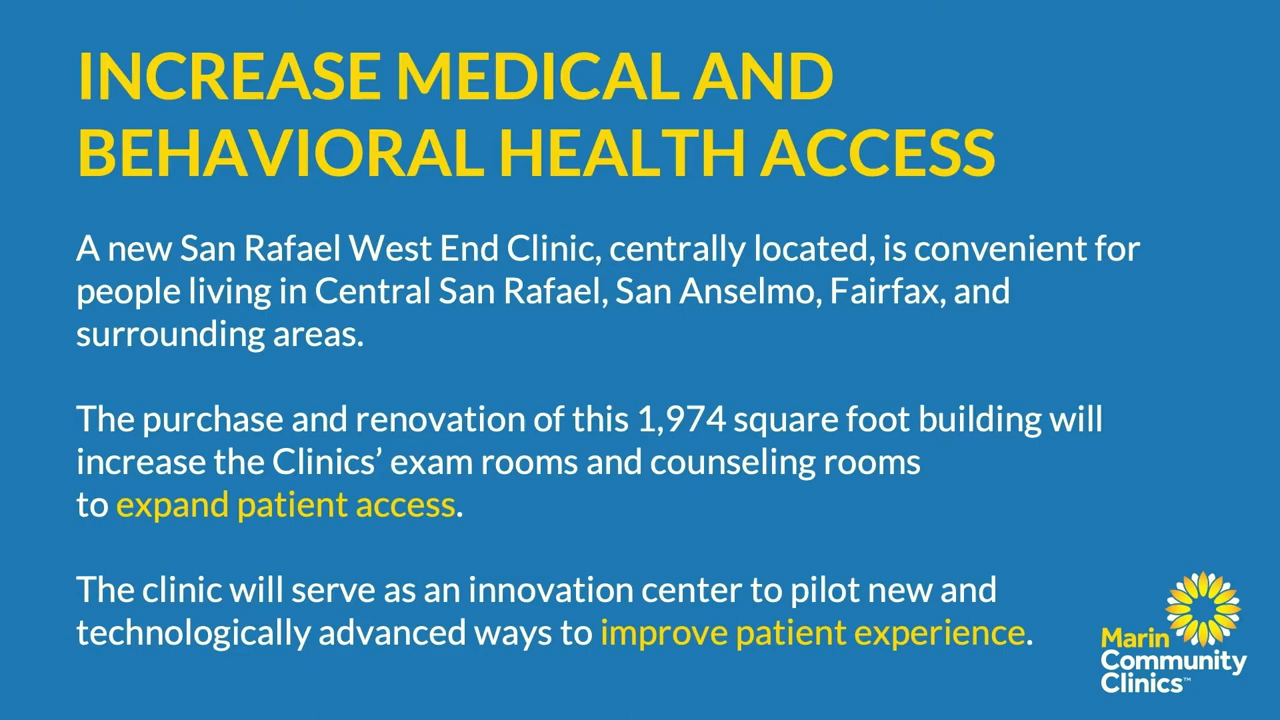 INCREASE MEDICAL AND
BEHAVIORAL HEALTH ACCESS
A new San Rafael West End Clinic, centrally located, is convenient for
people living in Central San Rafael, San Anselmo, Fairfax, and
surrounding areas.
The purchase and renovation of this 1,974 square foot building will
increase the Clinics’ exam rooms and counseling rooms
to expand patient access.
The clinic will serve as an innovation center to pilot new and
technologically advanced ways to improve patient experience.
Marin
Community
Clinics™